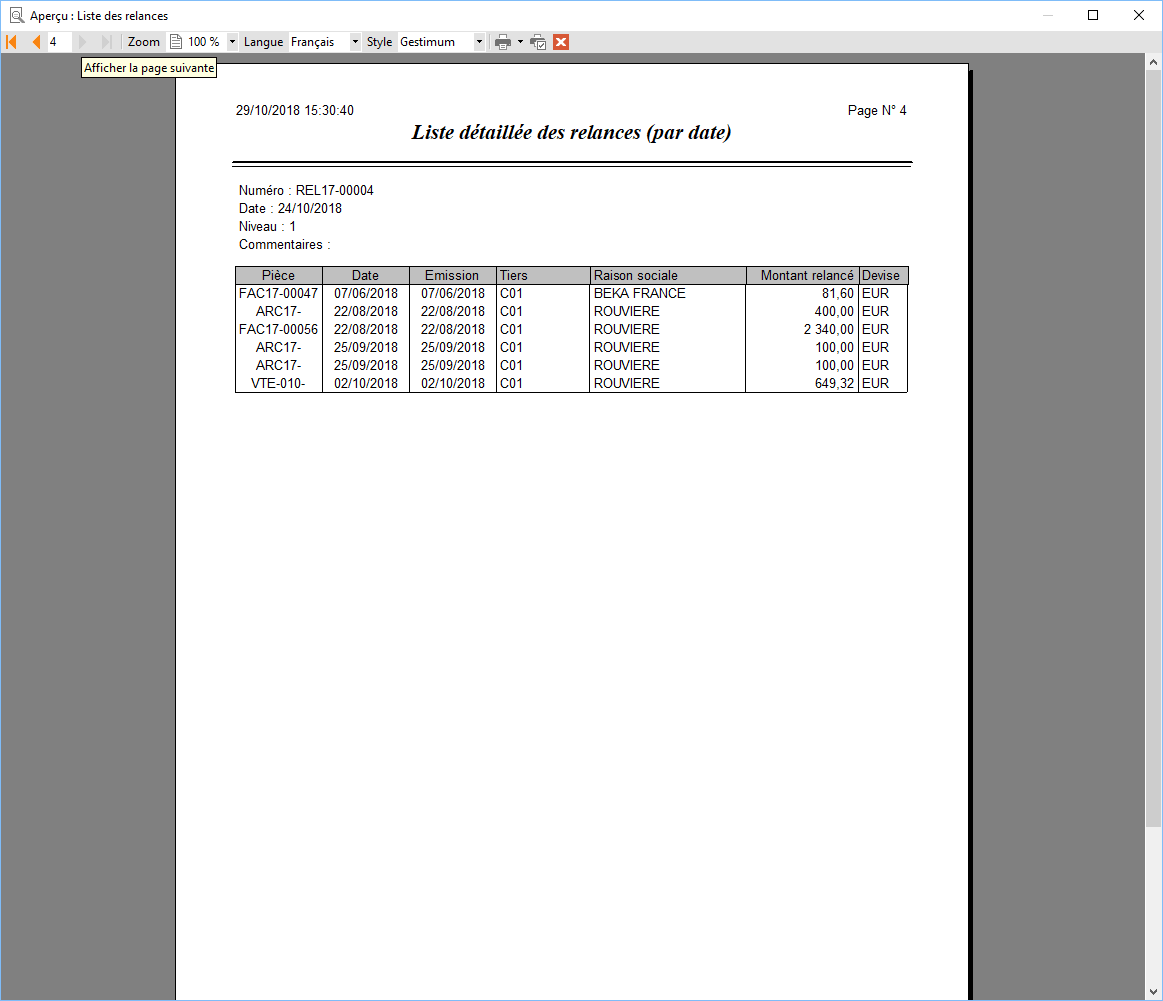 Aperçu : Liste des relances
4 Zoom 100 % Langue Français Style Gestimum
Afficher la page suivante
29/10/2018 15:30:40 Page N° 4
Liste détaillée des relances (par date)
Numéro : REL17-00004
Date : 24/10/2018
Niveau : 1
Commentaires :
Pièce Date Emission Tiers Raison sociale Montant relancé Devise
FAC17-00047 07/06/2018 07/06/2018 C01 BEKA FRANCE 81,60 EUR
ARC17- 22/08/2018 22/08/2018 C01 ROUVIERE 400,00 EUR
FAC17-00056 22/08/2018 22/08/2018 C01 ROUVIERE 2 340,00 EUR
ARC17- 25/09/2018 25/09/2018 C01 ROUVIERE 100,00 EUR
ARC17- 25/09/2018 25/09/2018 C01 ROUVIERE 100,00 EUR
VTE-010- 02/10/2018 02/10/2018 C01 ROUVIERE 649,32 EUR